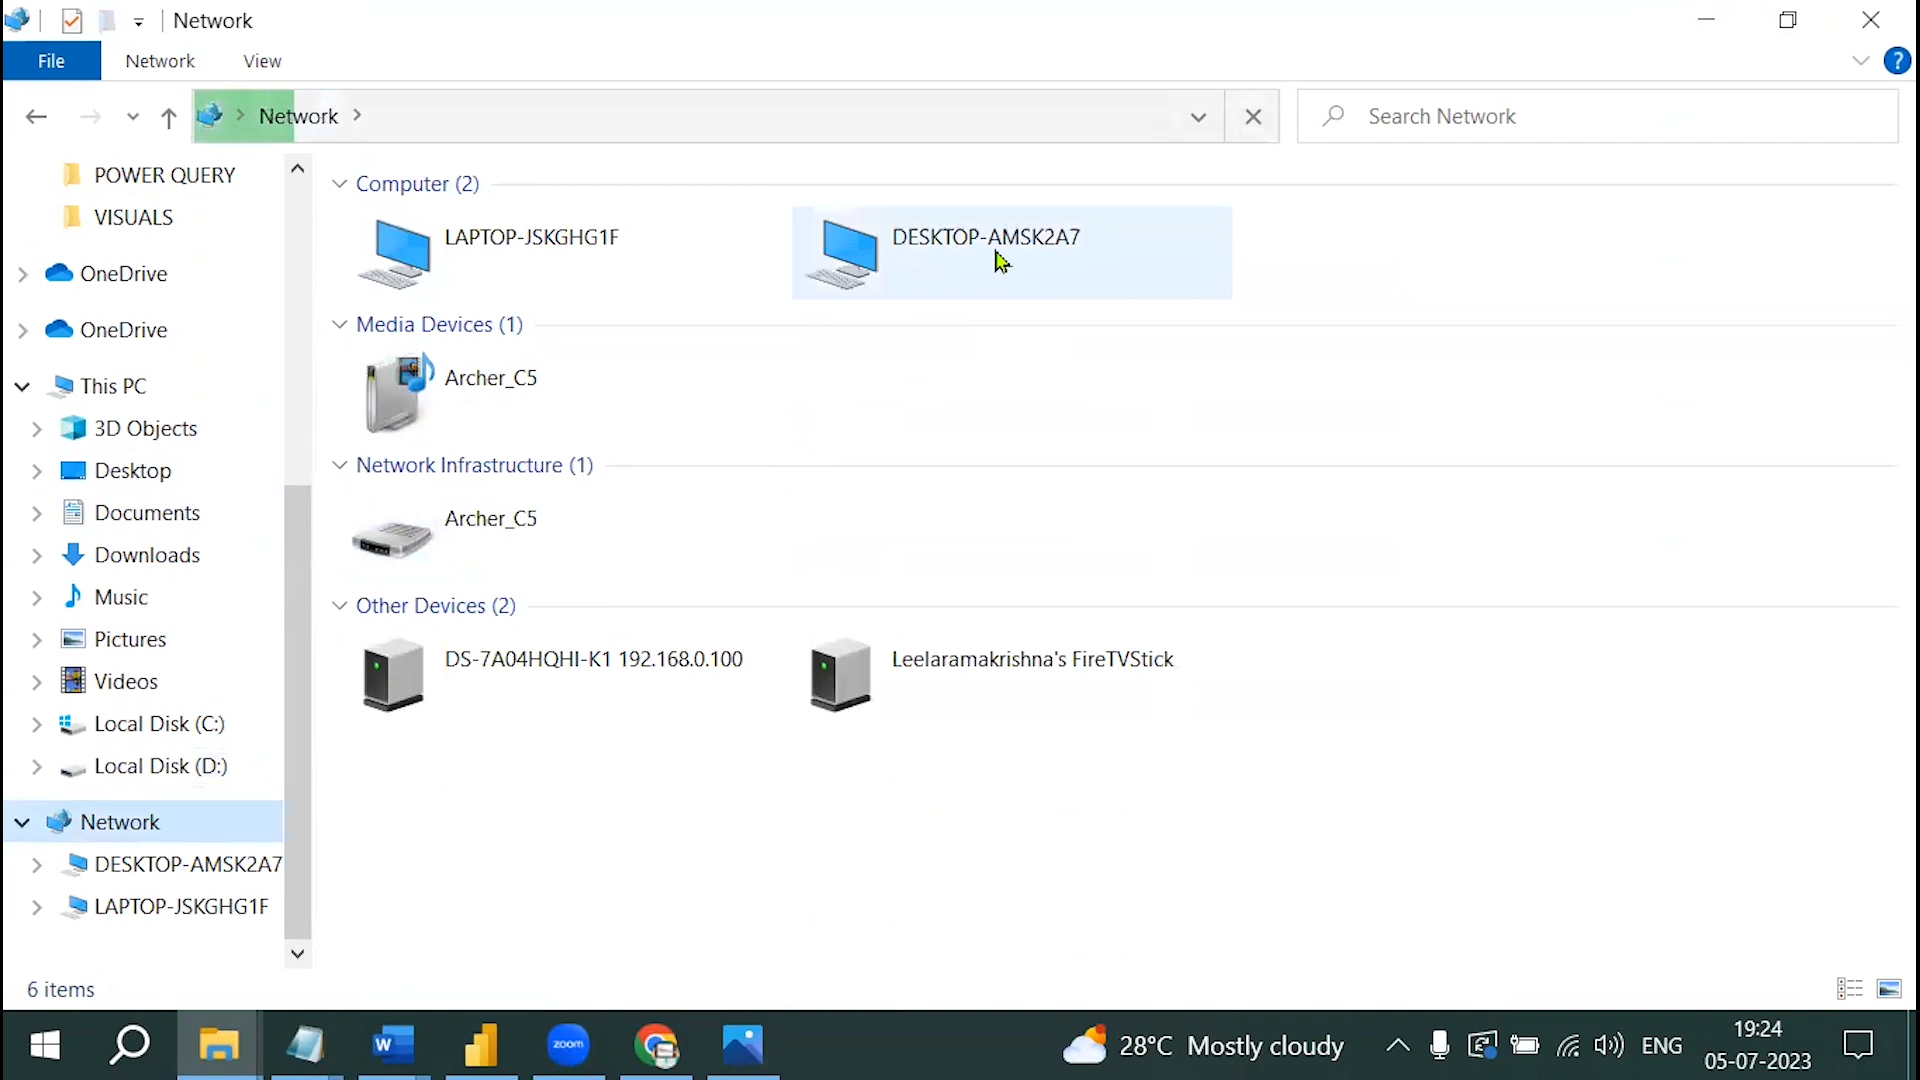 Network
File Network View
? 
Network
Search Network
POWER QUERY
VISUALS
OneDrive
OneDrive
This PC
3D Objects
Desktop
Documents
Downloads
Music
Pictures
Videos
Local Disk (C:)
Local Disk (D:)
Network
DESKTOP-AMSK2A7
LAPTOP-JSKGHG1F
Computer (2)
LAPTOP-JSKGHG1F DESKTOP-AMSK2A7
Media Devices (1)
Archer_C5
Network Infrastructure (1)
Archer_C5
Other Devices (2)
DS-7A04HQHI-K1 192.168.0.100 Leelaramakrishna's FireTVStick
6 items
W zoom 28°C Mostly cloudy ENG
19:24
05-07-2023